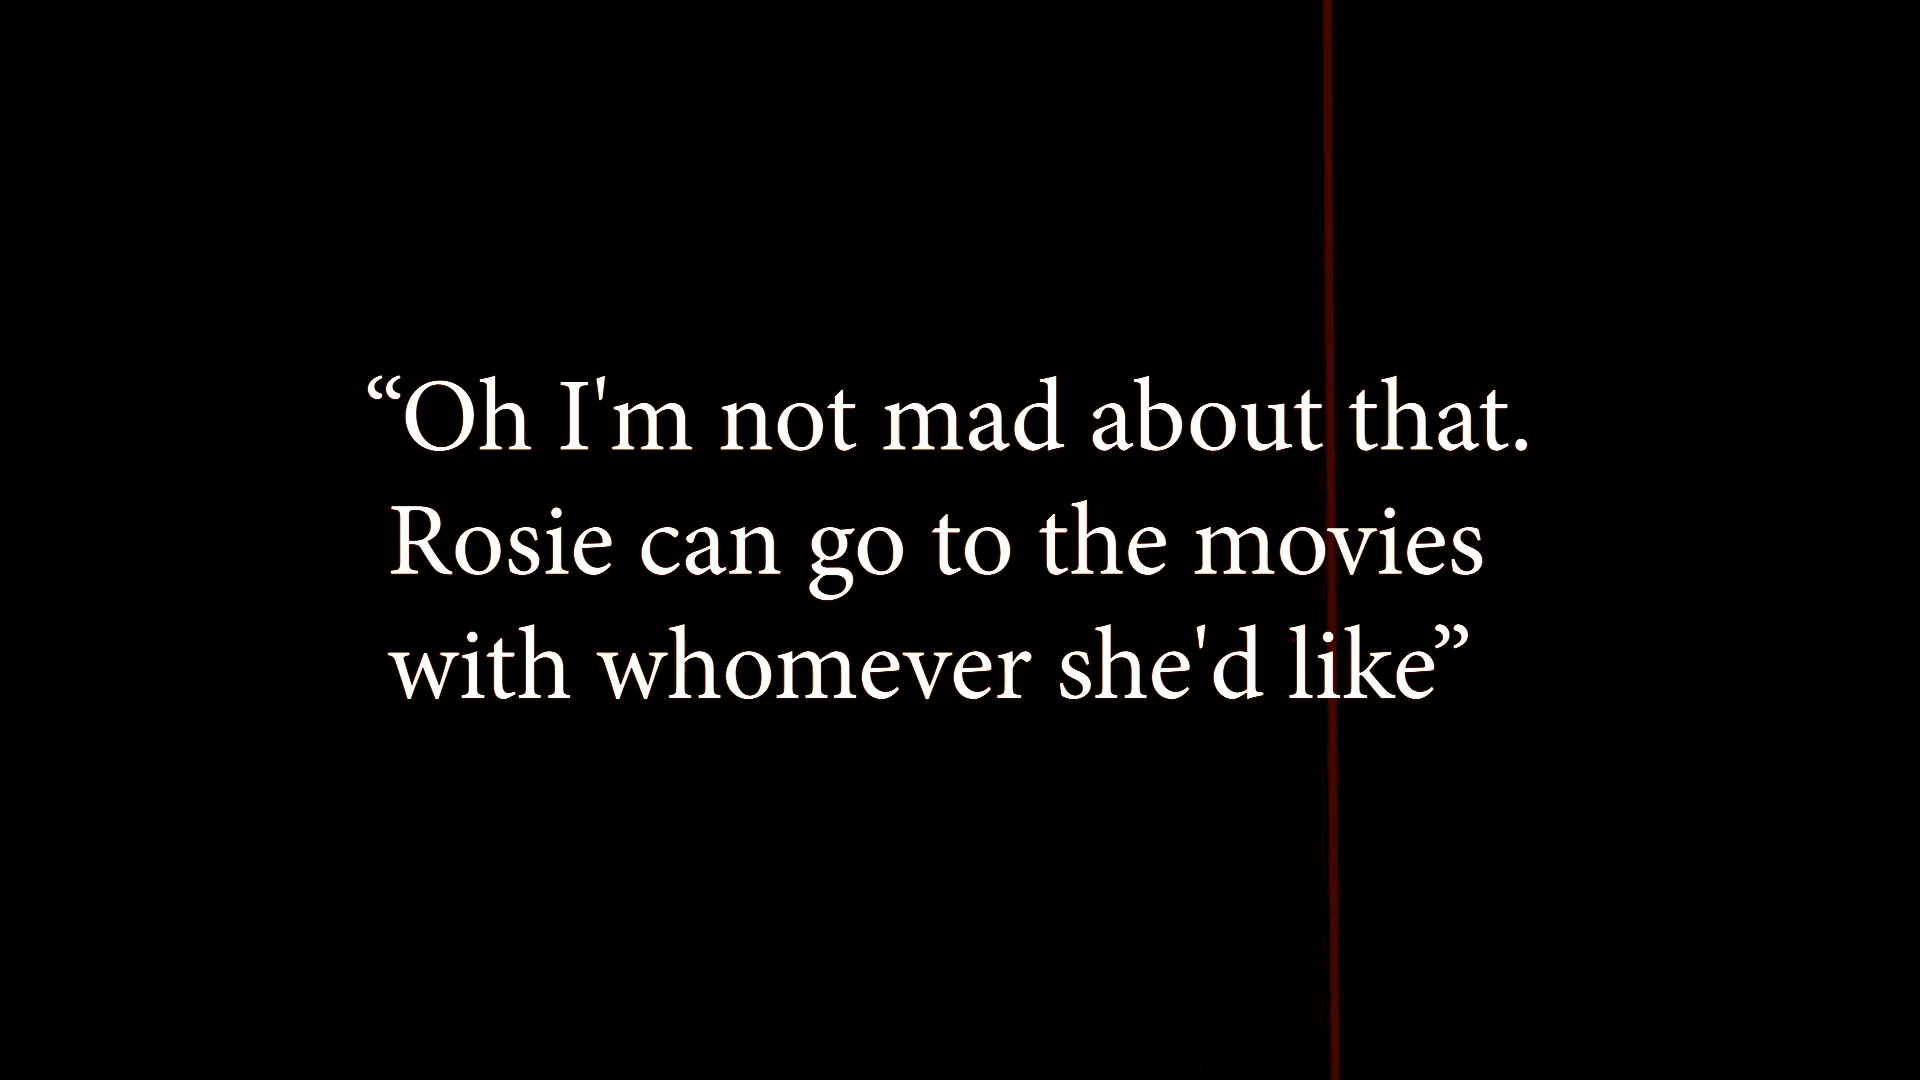 “Oh I'm not mad about that.
Rosie can go to the movies
with whomever she'd like”